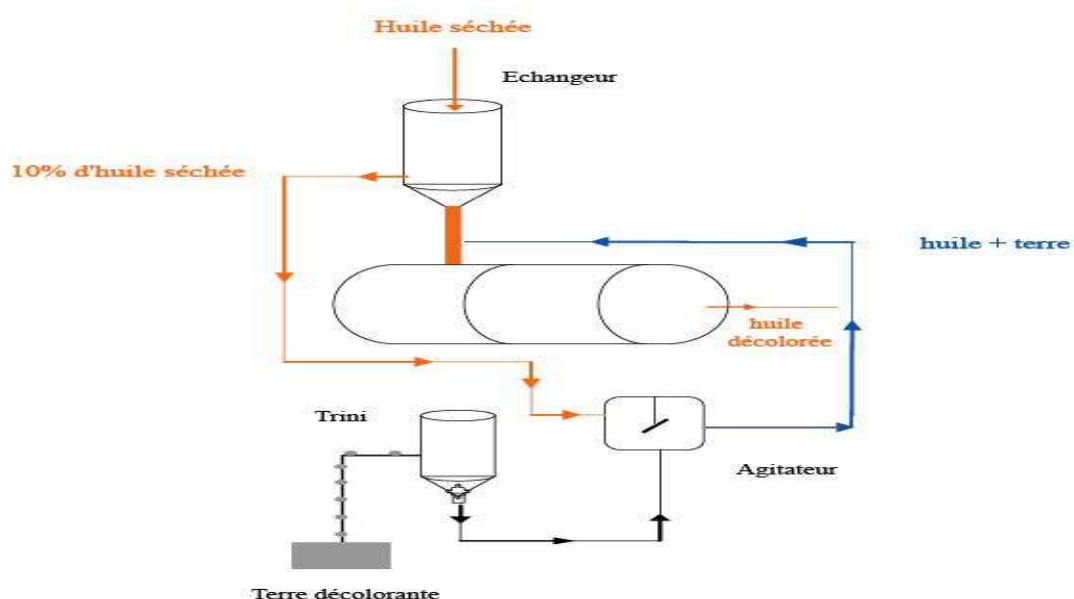 Huile séchée
Echangeur
10% d'huile séchée
huile + terre
huile
décolorée
Trini
Agitateur
Terre décolorante